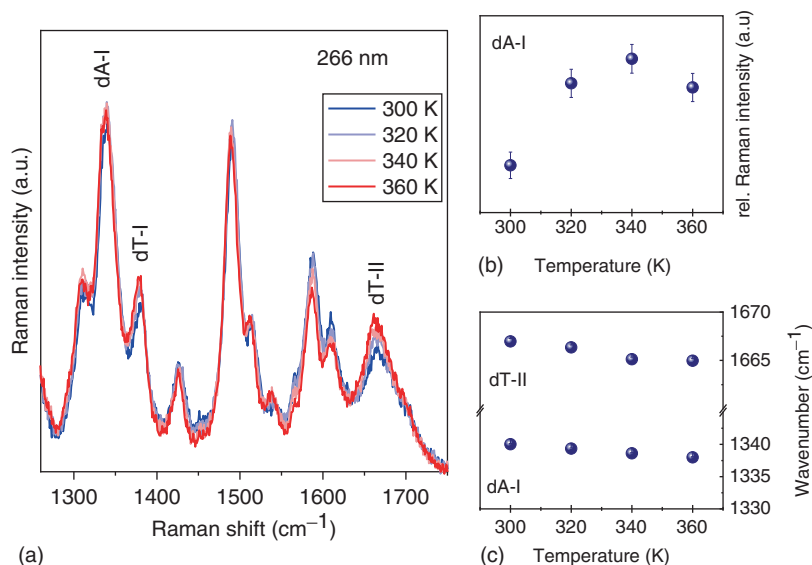 266 nm
dA-I
dT-I
dT-II
300 K
320 K
340 K
360 K
Raman intensity (a.u.)
1300 1400 1500 1600 1700
Raman shift (cm⁻¹)
(a)
dA-I
rel. Raman intensity (a.u)
300 320 340 360
Temperature (K)
(b)
1670
1665
dT-II
1340
1335
1330
dA-I
Wavenumber (cm⁻¹)
300 320 340 360
Temperature (K)
(c)